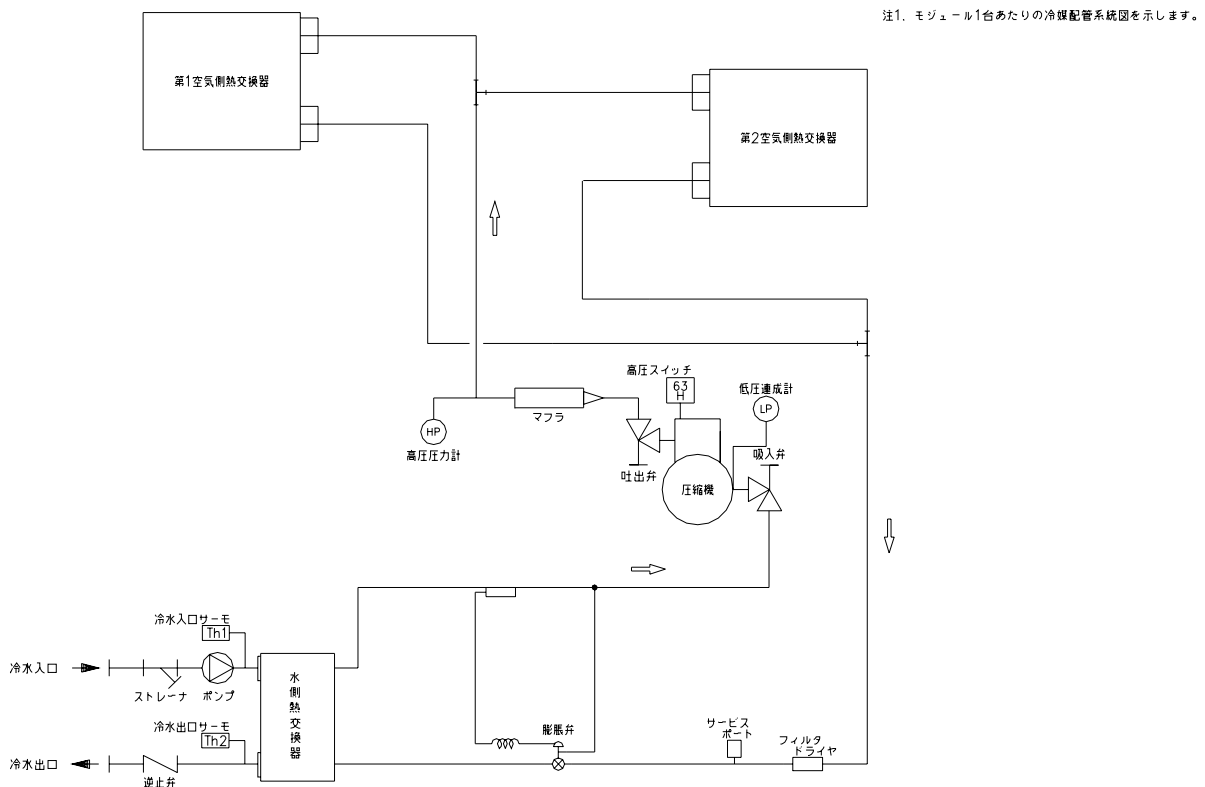 注1. モジュール1台あたりの冷媒配管系統図を示します。
第1空気側熱交換器
第2空気側熱交換器
高圧スイッチ
63
H
低圧連成計
LP
HP
高圧圧力計
マフラ
吐出弁
圧縮機
吸入弁
冷水入口サーモ
Th1
冷水入口
ストレーナ
ポンプ
水側熱交換器
冷水出口サーモ
Th2
冷水出口
逆止弁
膨脹弁
サービス
ポート
フィルタ
ドライヤ